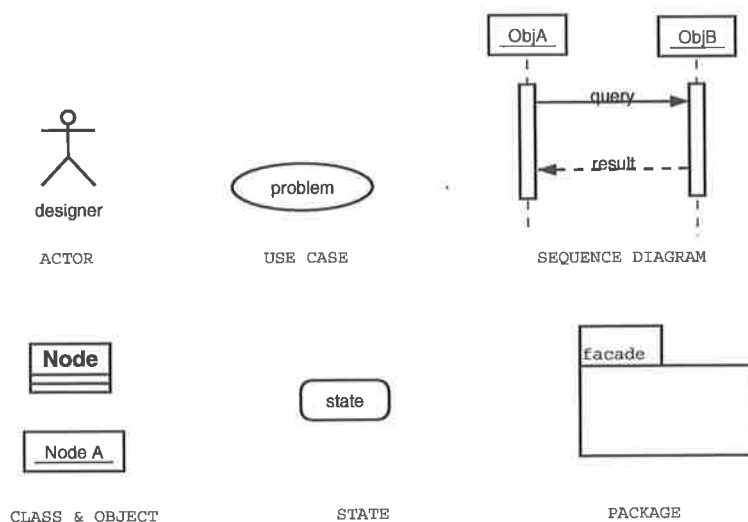 ObjA
ObjB
query
result
designer
problem
ACTOR
USE CASE
SEQUENCE DIAGRAM
Node
facade
state
Node A
CLASS & OBJECT
STATE
PACKAGE